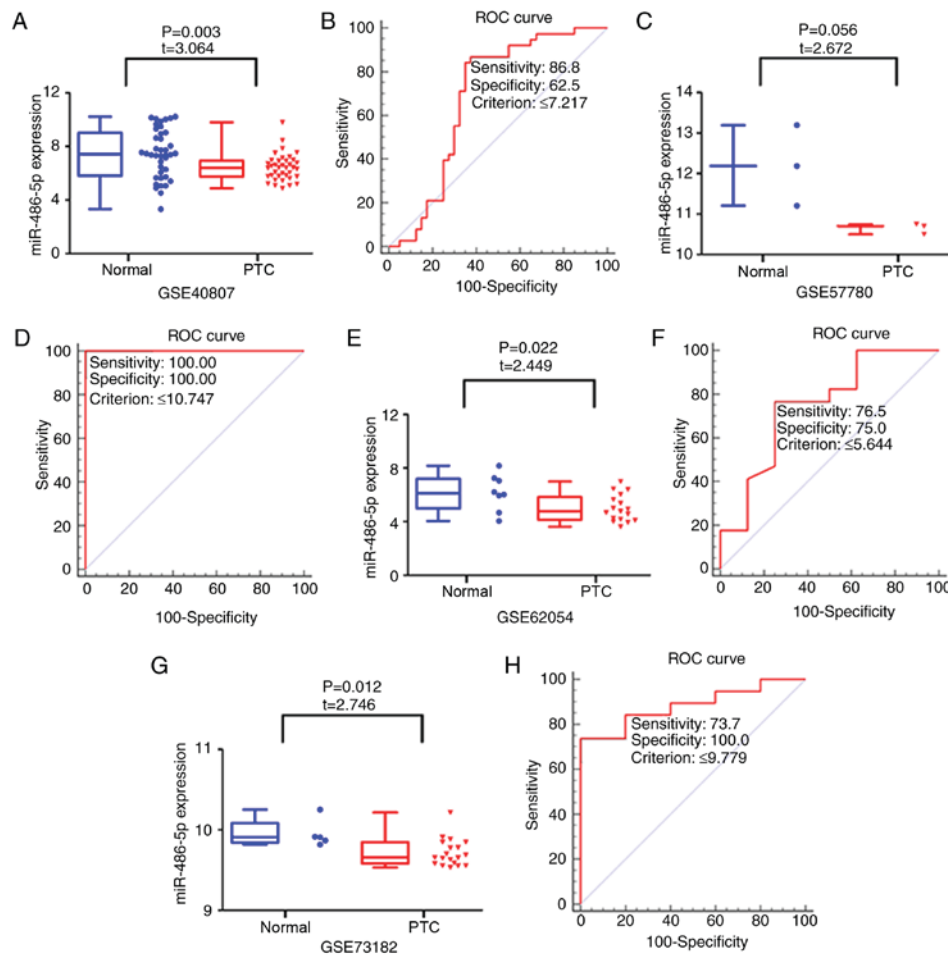 A
P=0.003
t=3.064
miR-486-5p expression
12
8
4
0
Normal
PTC
GSE40807
B
ROC curve
Sensitivity: 86.8
Specificity: 62.5
Criterion: ≤7.217
Sensitivity
100
80
60
40
20
0
0 20 40 60 80 100
100-Specificity
C
P=0.056
t=2.672
miR-486-5p expression
14
13
12
11
10
Normal
PTC
GSE57780
D
ROC curve
Sensitivity: 100.00
Specificity: 100.00
Criterion: ≤10.747
Sensitivity
100
80
60
40
20
0
0 20 40 60 80 100
100-Specificity
E
P=0.022
t=2.449
miR-486-5p expression
12
8
4
0
Normal
PTC
GSE62054
F
ROC curve
Sensitivity: 76.5
Specificity: 75.0
Criterion: ≤5.644
Sensitivity
100
80
60
40
20
0
0 20 40 60 80 100
100-Specificity
G
P=0.012
t=2.746
miR-486-5p expression
11
10
9
Normal
PTC
GSE73182
H
ROC curve
Sensitivity: 73.7
Specificity: 100.0
Criterion: ≤9.779
Sensitivity
100
80
60
40
20
0
0 20 40 60 80 100
100-Specificity